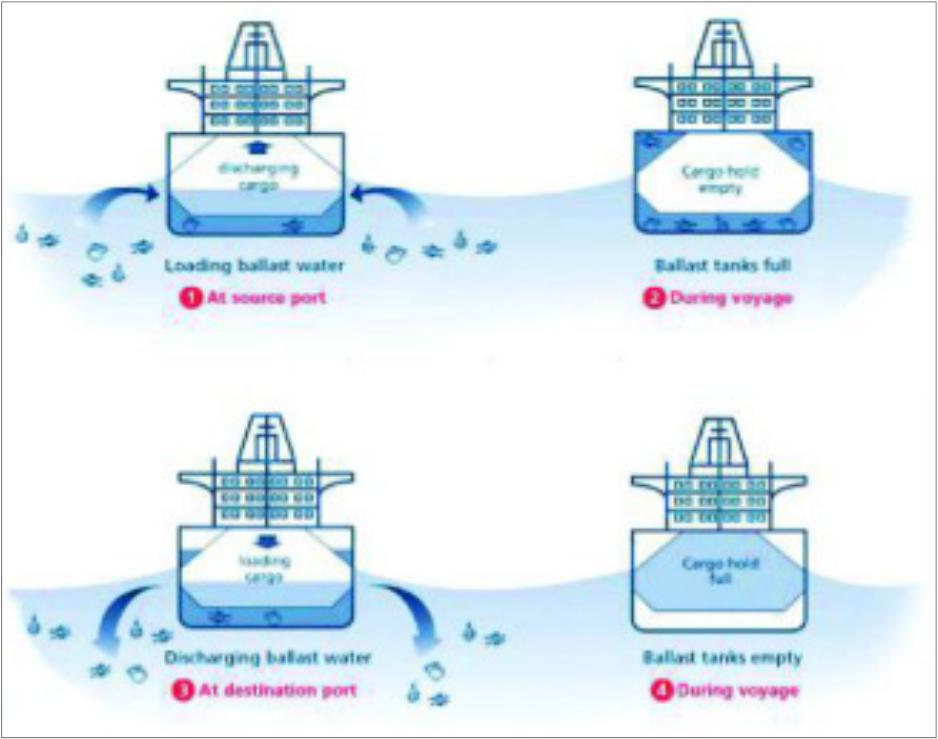 discharging
cargo
Cargo hold
empty
Loading ballast water
Ballast tanks full
1 At source port
2 During voyage
loading
cargo
Cargo hold
full
Discharging ballast water
Ballast tanks empty
3 At destination port
4 During voyage